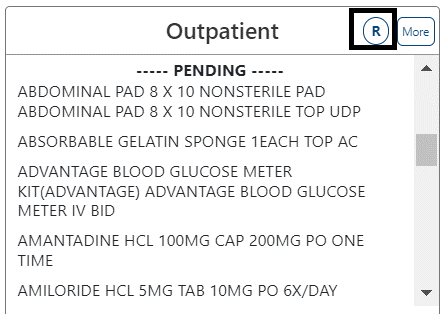 Outpatient
R
More
----- PENDING -----
ABDOMINAL PAD 8 X 10 NONSTERILE PAD
ABDOMINAL PAD 8 X 10 NONSTERILE TOP UDP
ABSORBABLE GELATIN SPONGE 1EACH TOP AC
ADVANTAGE BLOOD GLUCOSE METER
KIT(ADVANTAGE) ADVANTAGE BLOOD GLUCOSE
METER IV BID
AMANTADINE HCL 100MG CAP 200MG PO ONE
TIME
AMILORIDE HCL 5MG TAB 10MG PO 6X/DAY